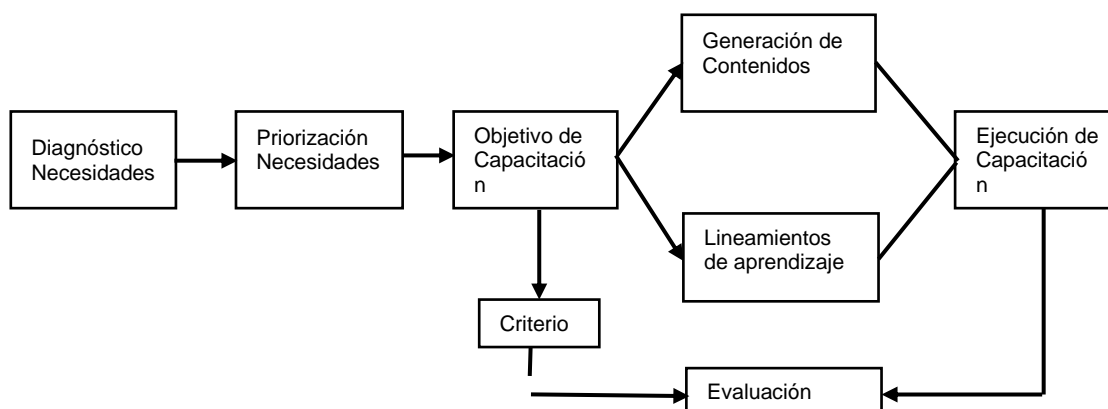 Generación de
Contenidos
Diagnóstico
Necesidades
Priorización
Necesidades
Objetivo de
Capacitació
n
Ejecución de
Capacitació
n
Lineamientos
de aprendizaje
Criterio
Evaluación